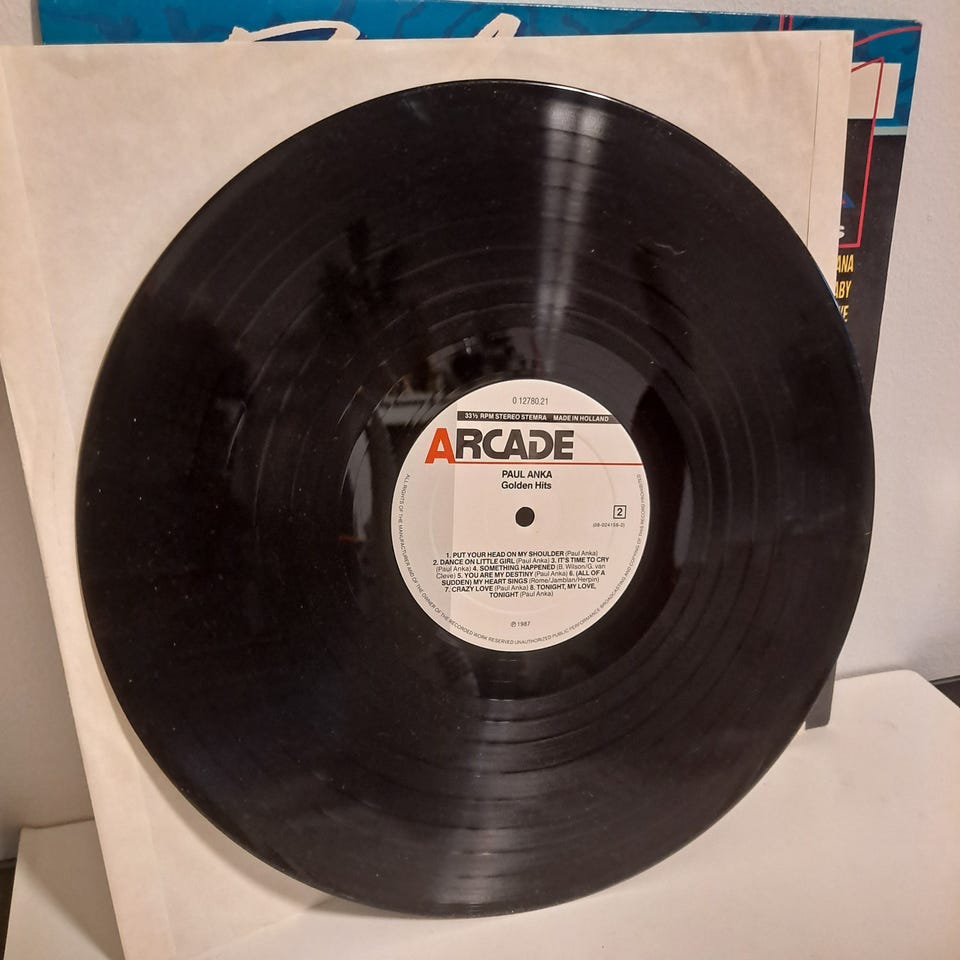 ANA
ABY
VE
0 12780.21
33⅓ RPM STEREO STEMRA MADE IN HOLLAND
ARCADE
PAUL ANKA
Golden Hits
2
(08-024156-2)
1. PUT YOUR HEAD ON MY SHOULDER (Paul Anka)
2. DANCE ON LITTLE GIRL (Paul Anka) 3. IT'S TIME TO CRY
(Paul Anka) 4. SOMETHING HAPPENED (B. Wilson/G. van
Cleve) 5. YOU ARE MY DESTINY (Paul Anka) 6. (ALL OF A
SUDDEN) MY HEART SINGS (Rome/Jamblan/Herpin)
7. CRAZY LOVE (Paul Anka) 8. TONIGHT, MY LOVE,
TONIGHT (Paul Anka)
℗ 1987
ALL RIGHTS OF THE MANUFACTURER AND OF THE OWNER OF THE RECORDED WORK RESERVED UNAUTHORIZED PUBLIC PERFORMANCE BROADCASTING AND COPYING OF THIS RECORD PROHIBITED